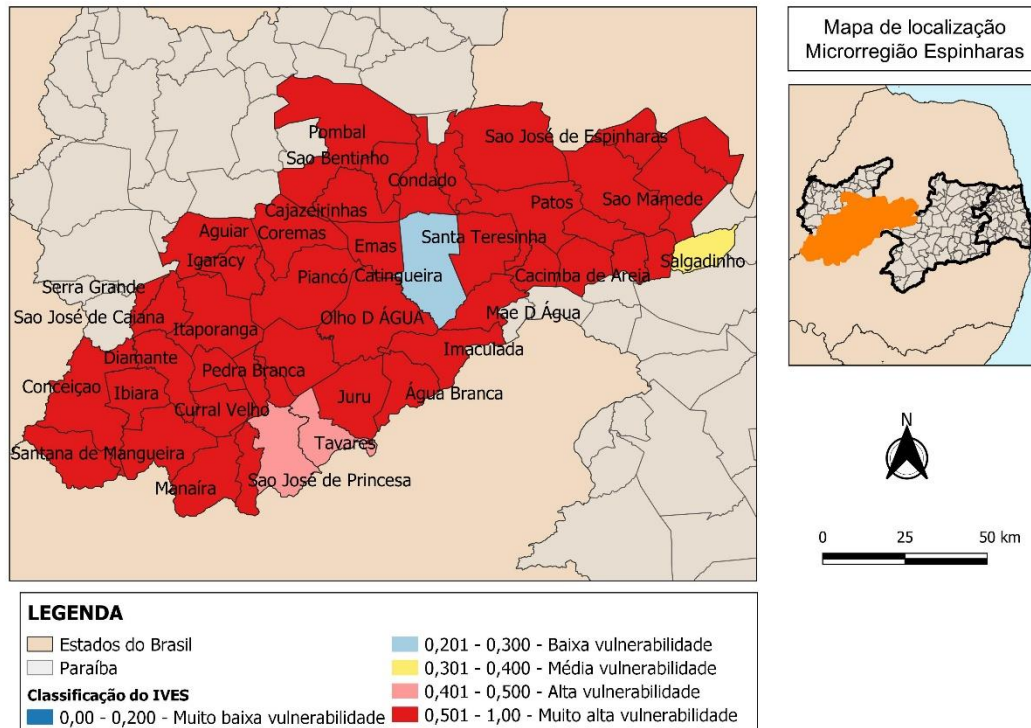 Mapa de localização
Microrregião Espinharas
Pombal
Sao José de Espinharas
Sao Bentinho
Condado
Patos
Sao Mamede
Cajazeirinhas
Aguiar
Coremas
Emas
Santa Teresinha
Igaracy
Piancó
Catingueira
Cacimba de Areia
Salgadinho
Serra Grande
Sao José de Caiana
Itaporanga
Olho D ÁGUA
Mae D Água
Imaculada
Diamante
Pedra Branca
Conceiçao
Ibiara
Juru
Água Branca
Curral Velho
Tavares
Santana de Mangueira
Manaíra
Sao José de Princesa
N
0 25 50 km
LEGENDA
Estados do Brasil
Paraíba
Classificação do IVES
0,00 - 0,200 - Muito baixa vulnerabilidade
0,201 - 0,300 - Baixa vulnerabilidade
0,301 - 0,400 - Média vulnerabilidade
0,401 - 0,500 - Alta vulnerabilidade
0,501 - 1,00 - Muito alta vulnerabilidade